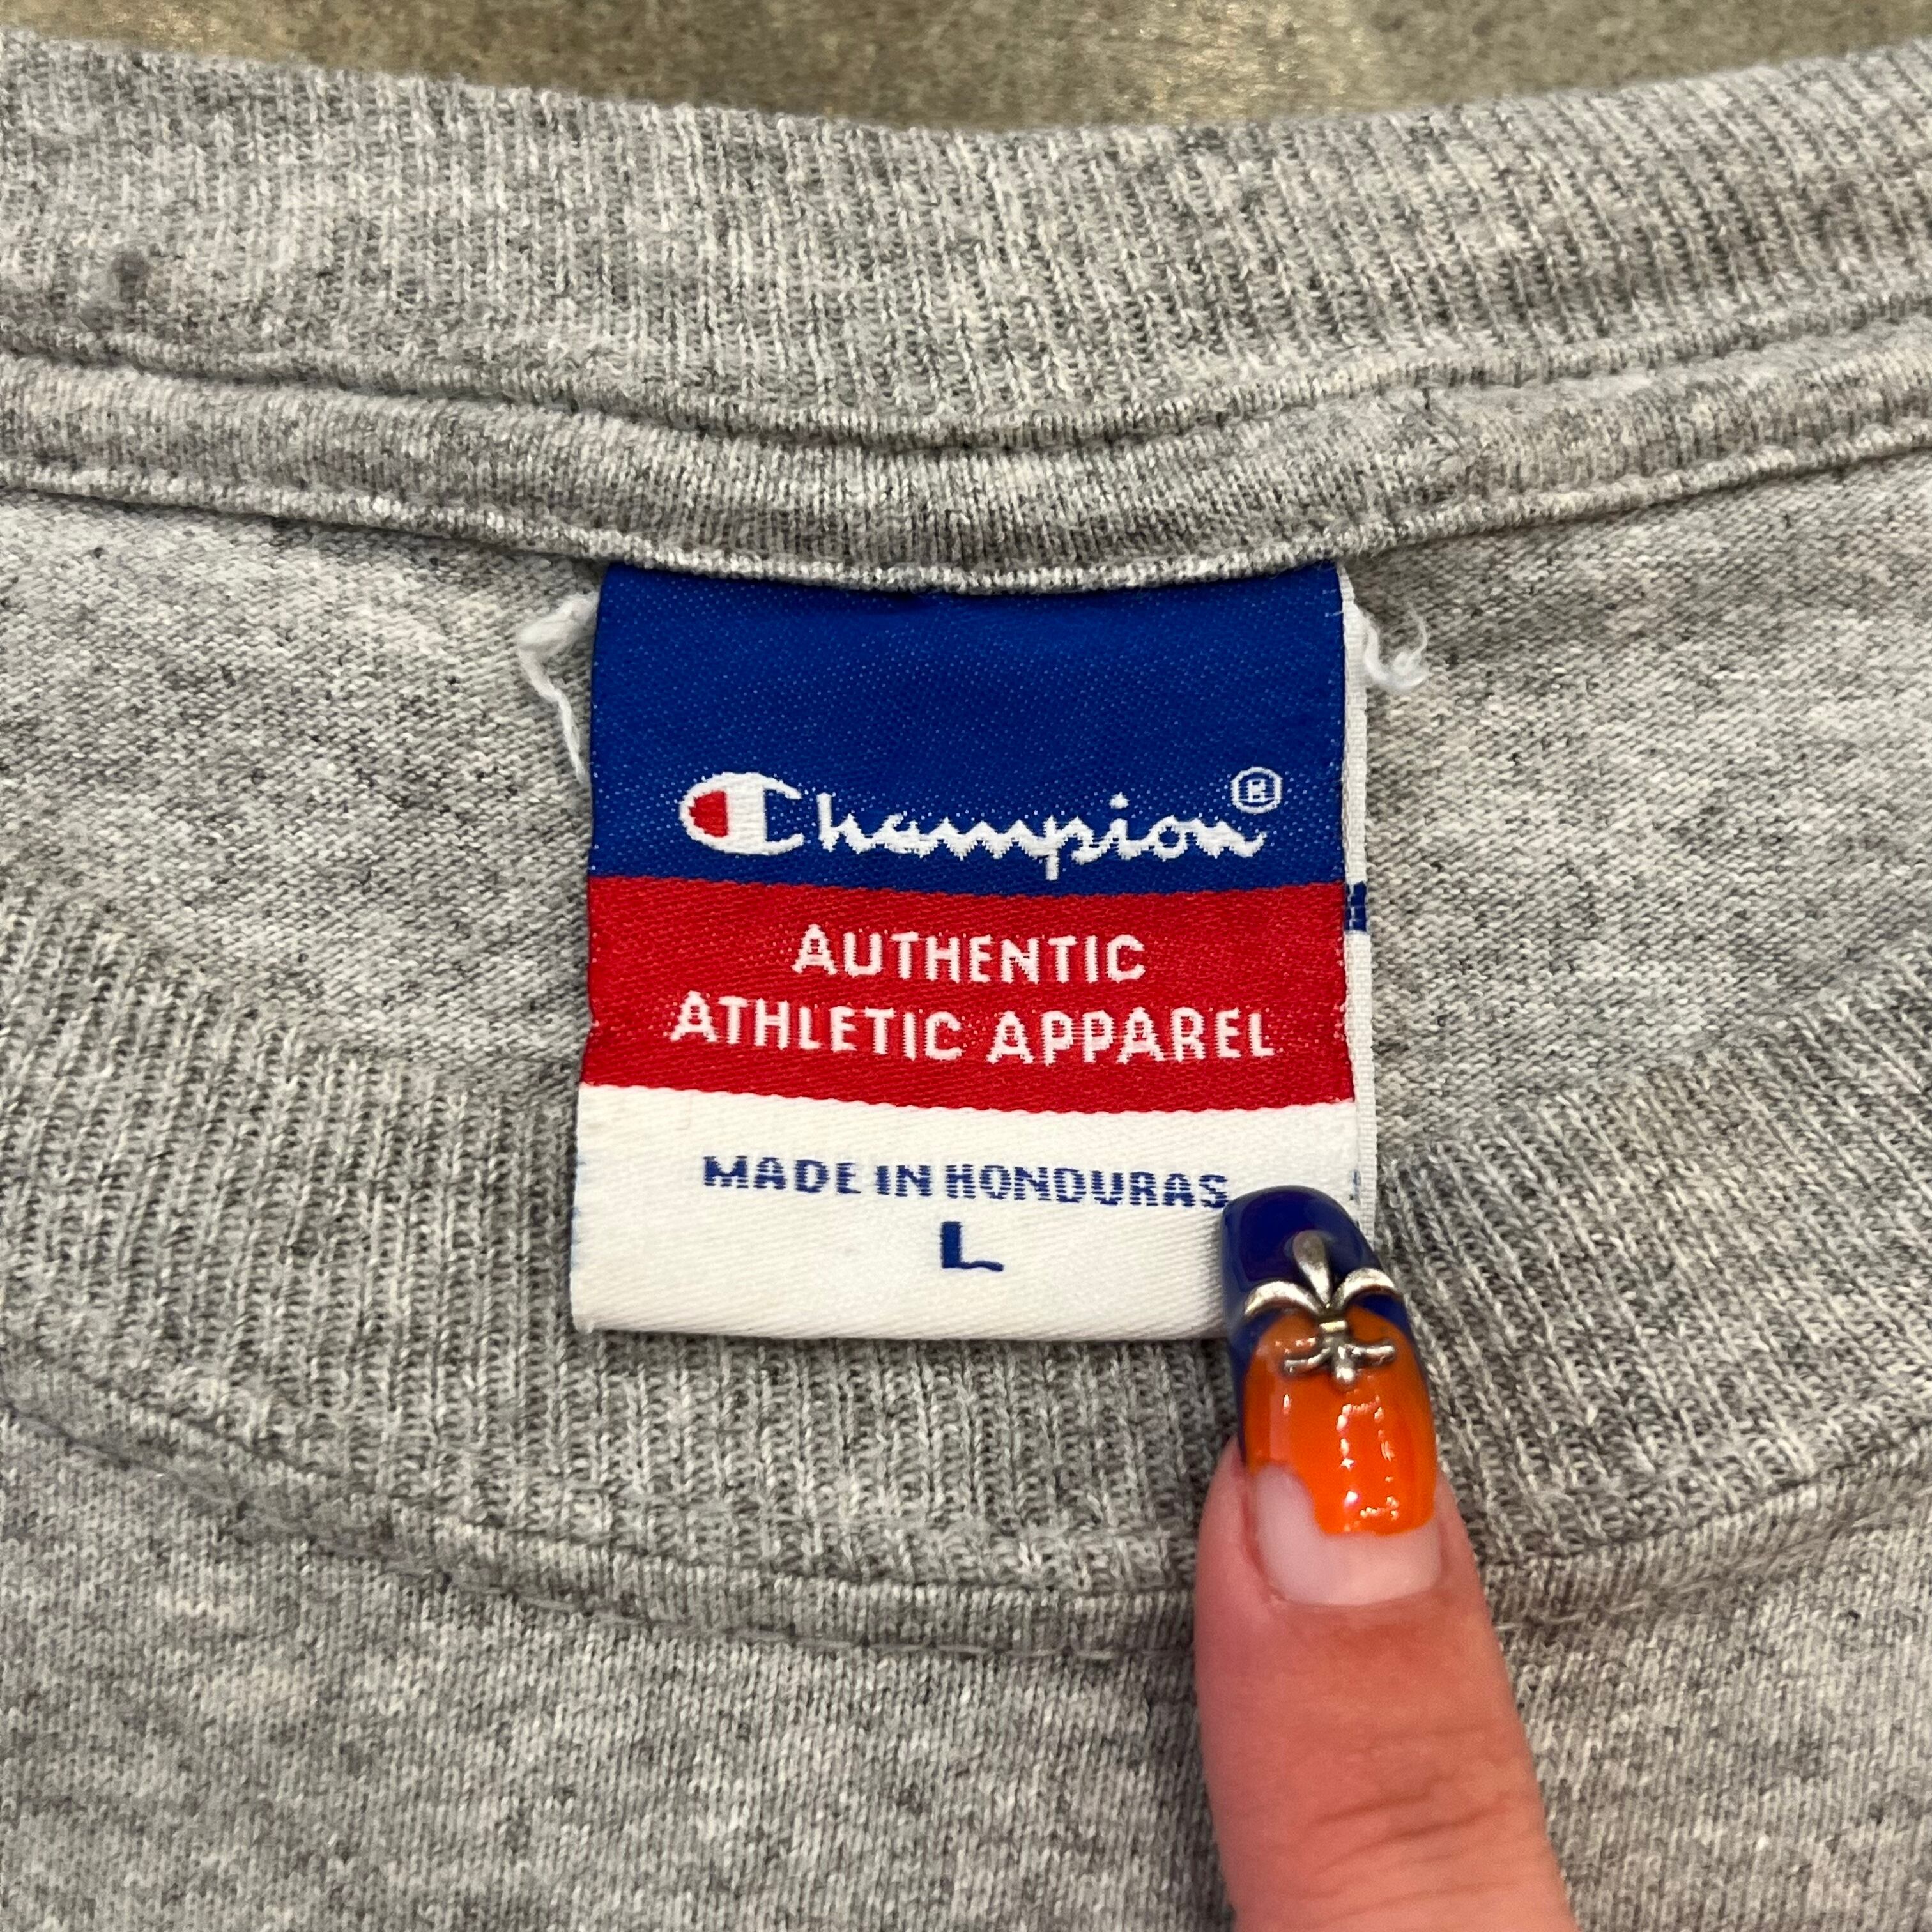 Champion®
AUTHENTIC
ATHLETIC APPAREL
MADE IN HONDURAS
L